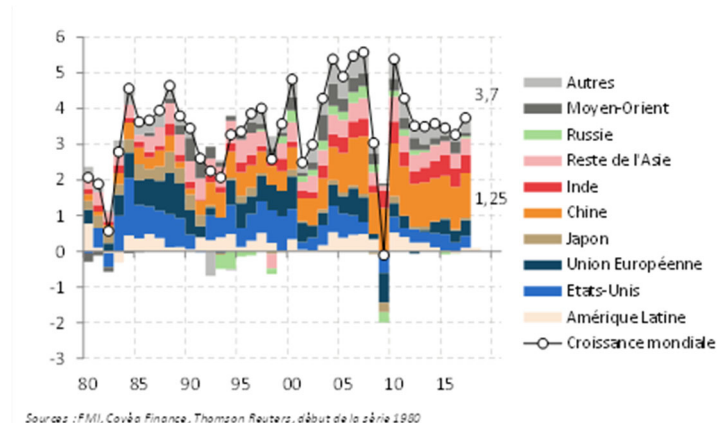 6
5
4
3
2
1
0
-1
-2
-3
3,7
1,25
80 85 90 95 00 05 10 15
Autres
Moyen-Orient
Russie
Reste de l'Asie
Inde
Chine
Japon
Union Européenne
Etats-Unis
Amérique Latine
Croissance mondiale
Sources : FMI, Covéa Finance, Thomson Reuters, début de la série 1980